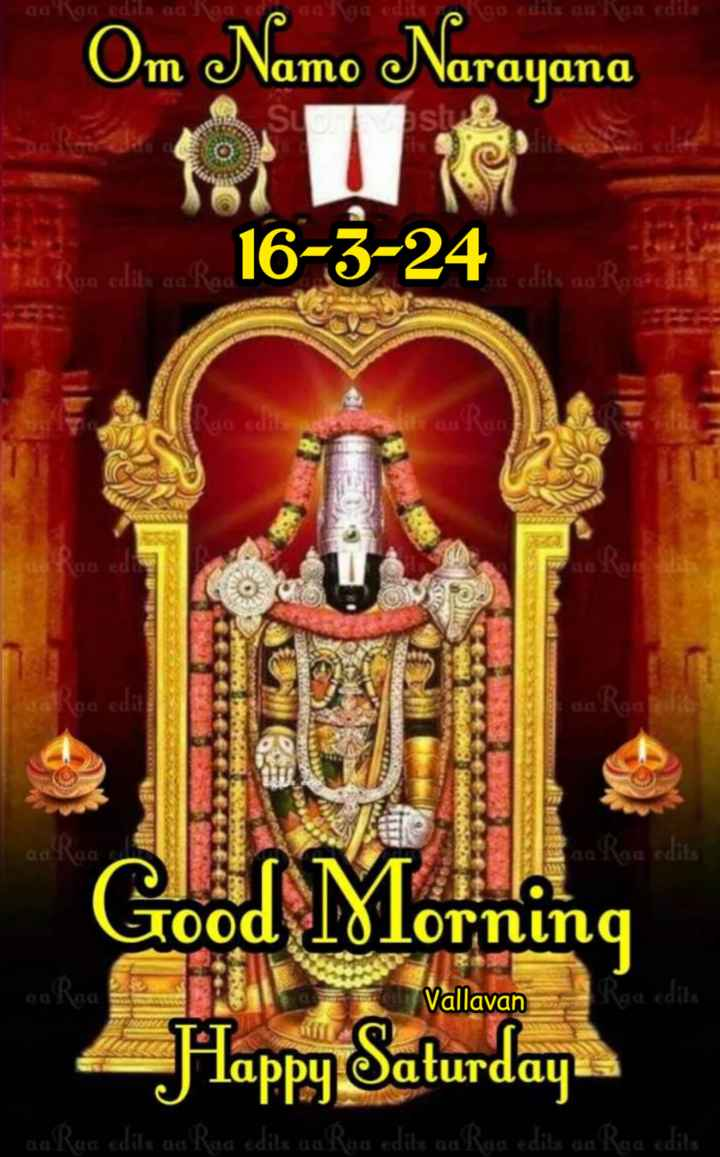 Om Namo Narayana
16-3-24
Good Morning
Vallavan
Happy Saturday
aa Raa edits aa Raa edits aa Raa edits aa Raa edits aa Raa edits